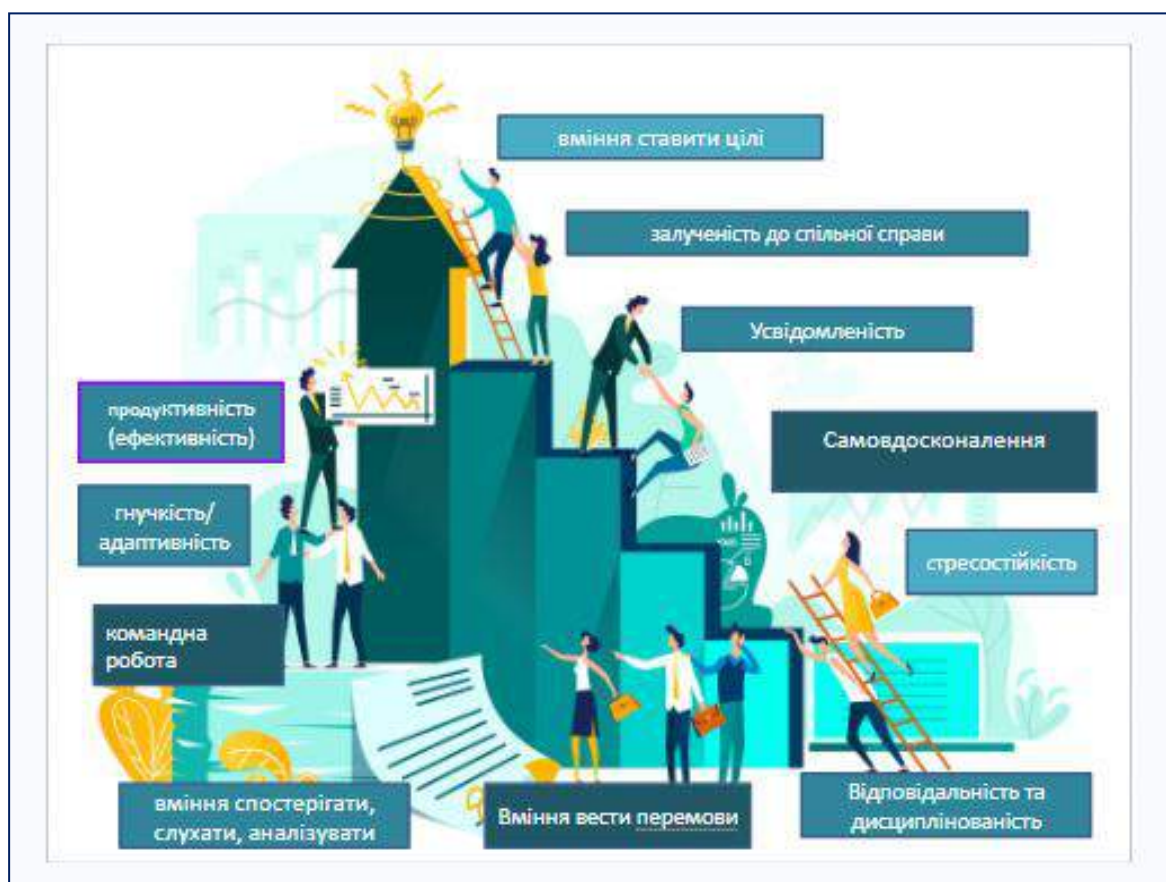 вміння ставити цілі
залученість до спільної справи
Усвідомленість
продуктивність
(ефективність)
Самовдосконалення
гнучкість/
адаптивність
стресостійкість
командна
робота
вміння спостерігати,
слухати, аналізувати
Вміння вести перемови
Відповідальність та
дисциплінованість